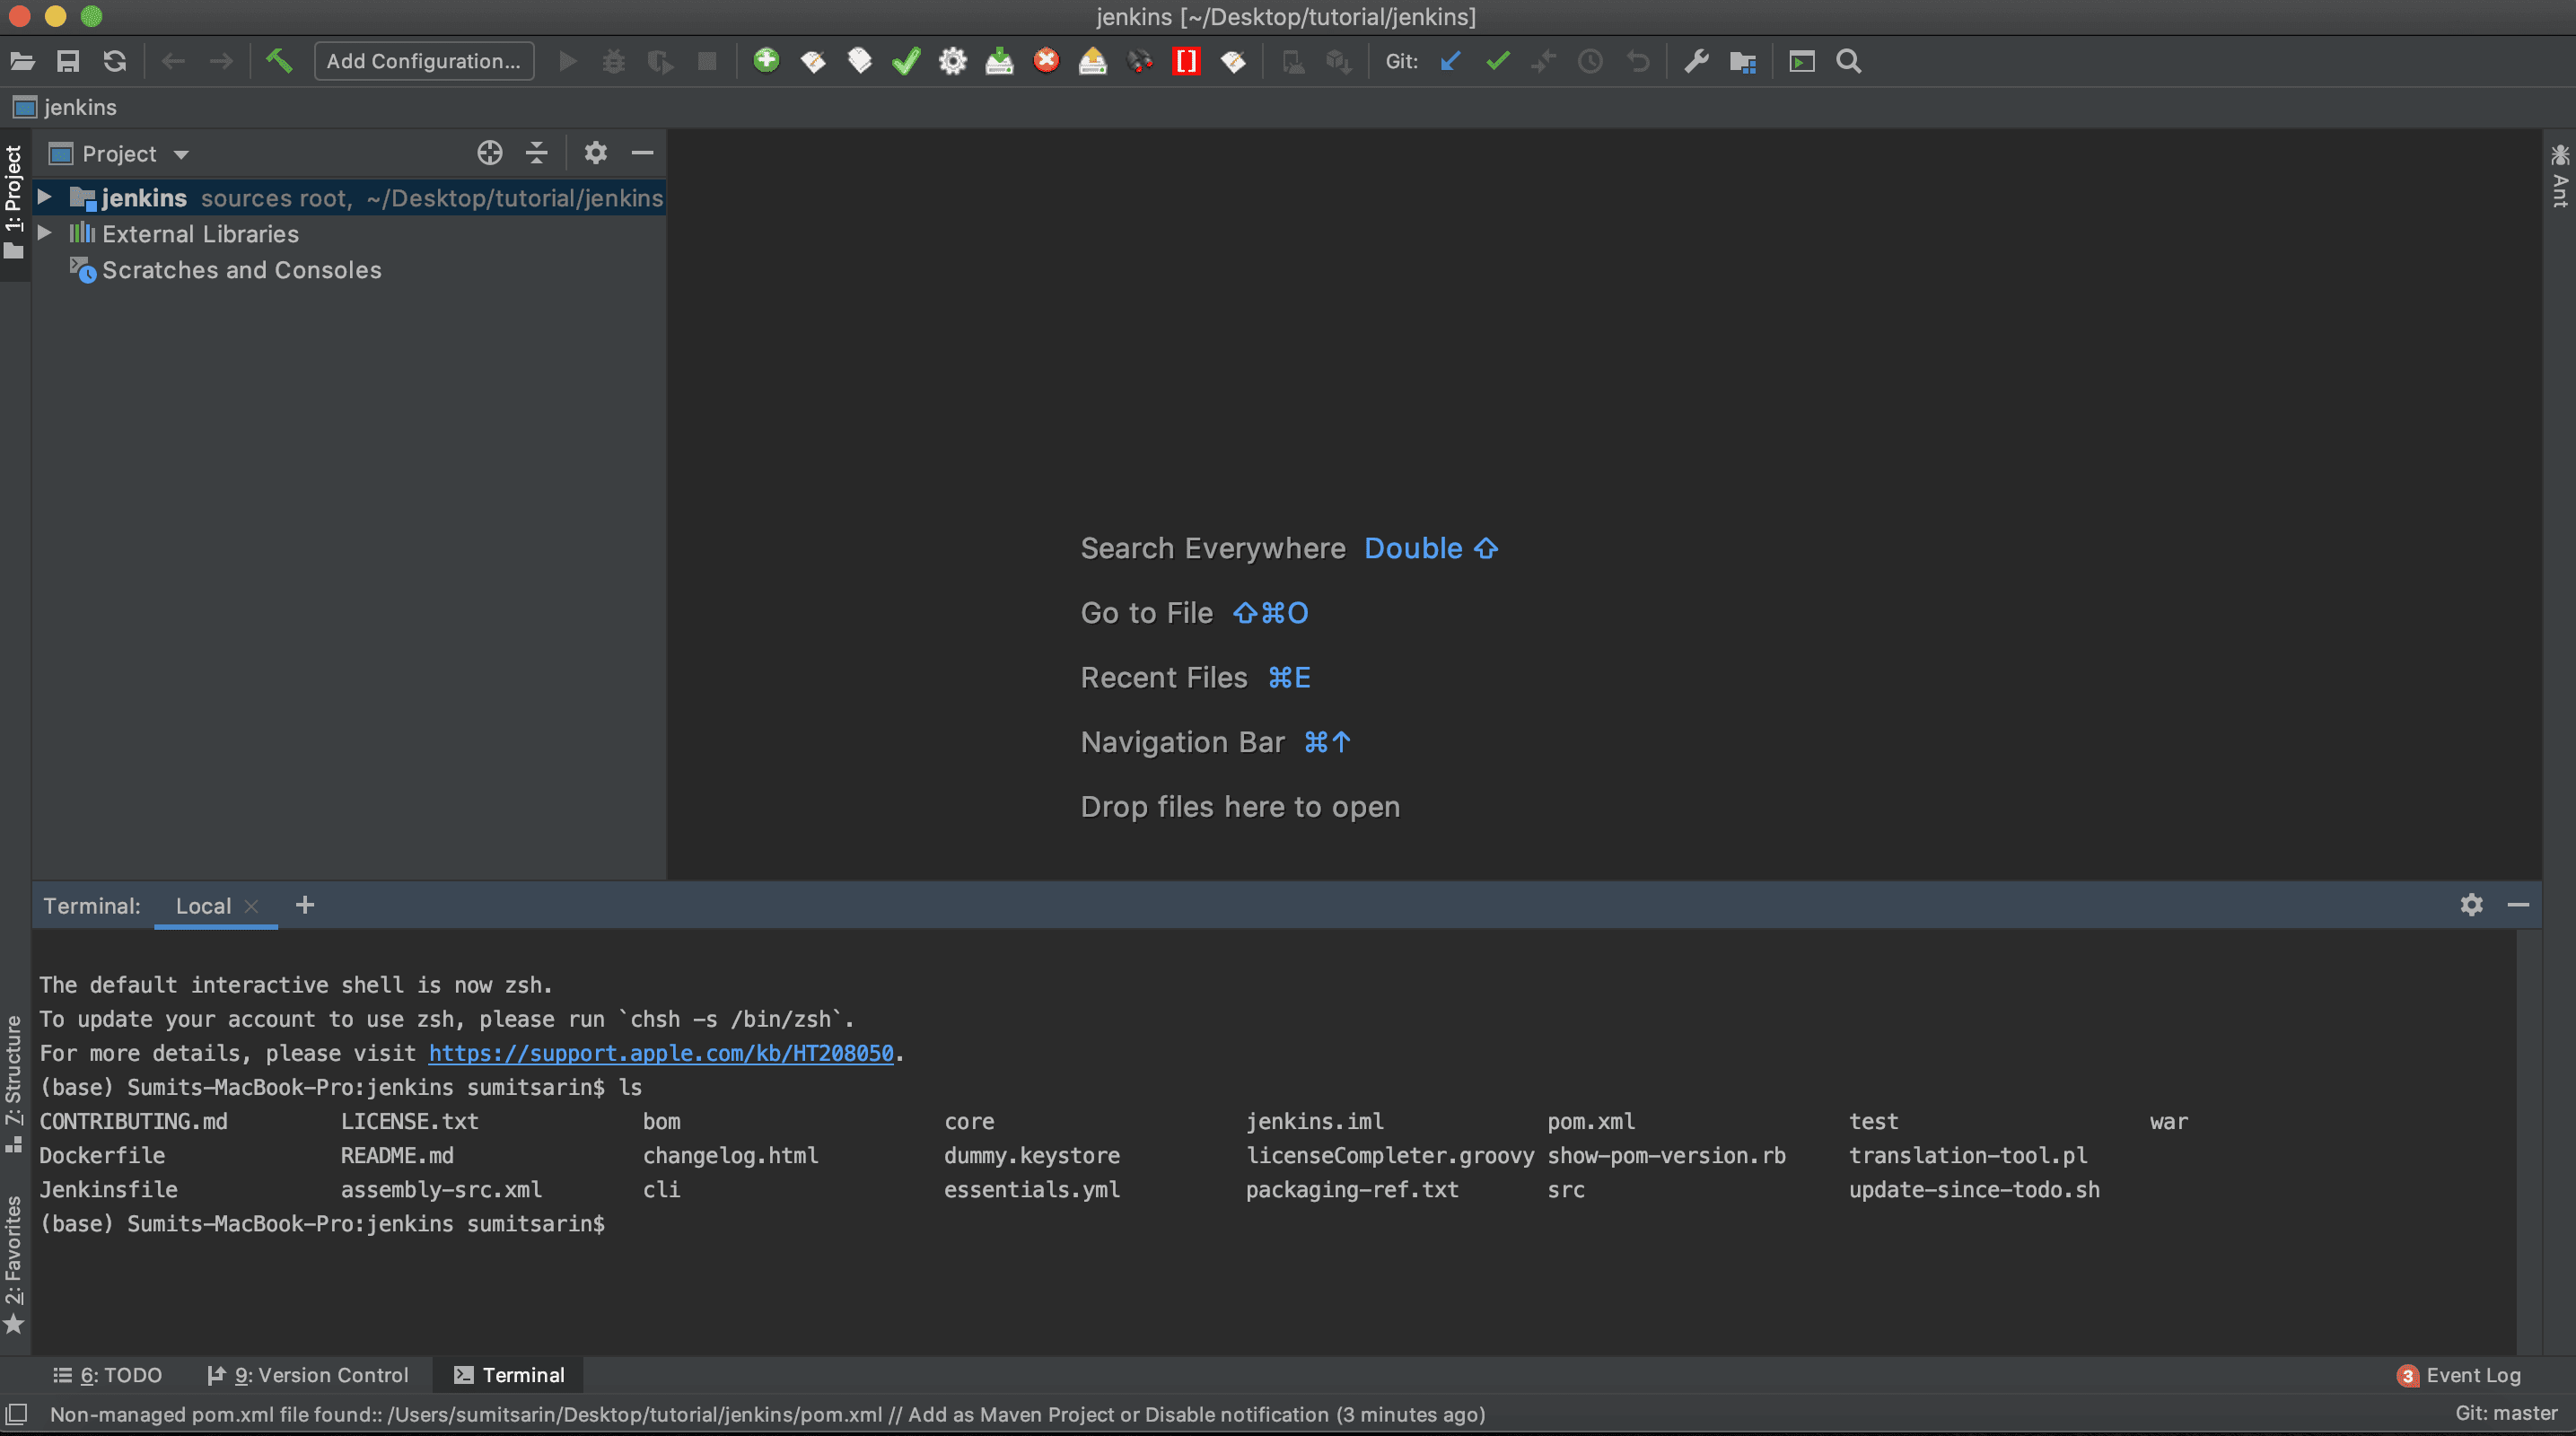 jenkins [~/Desktop/tutorial/jenkins]
Add Configuration...
Git:
jenkins
1: Project
Project
jenkins sources root, ~/Desktop/tutorial/jenkins
External Libraries
Scratches and Consoles
Ant
Search Everywhere Double ⇧
Go to File ⇧⌘O
Recent Files ⌘E
Navigation Bar ⌘↑
Drop files here to open
Terminal: Local × +
The default interactive shell is now zsh.
To update your account to use zsh, please run `chsh -s /bin/zsh`.
For more details, please visit https://support.apple.com/kb/HT208050.
(base) Sumits-MacBook-Pro:jenkins sumitsarin$ ls
CONTRIBUTING.md LICENSE.txt bom core jenkins.iml pom.xml test war
Dockerfile README.md changelog.html dummy.keystore licenseCompleter.groovy show-pom-version.rb translation-tool.pl
Jenkinsfile assembly-src.xml cli essentials.yml packaging-ref.txt src update-since-todo.sh
(base) Sumits-MacBook-Pro:jenkins sumitsarin$
7: Structure
2: Favorites
6: TODO 9: Version Control Terminal 3 Event Log
Non-managed pom.xml file found:: /Users/sumitsarin/Desktop/tutorial/jenkins/pom.xml // Add as Maven Project or Disable notification (3 minutes ago) Git: master